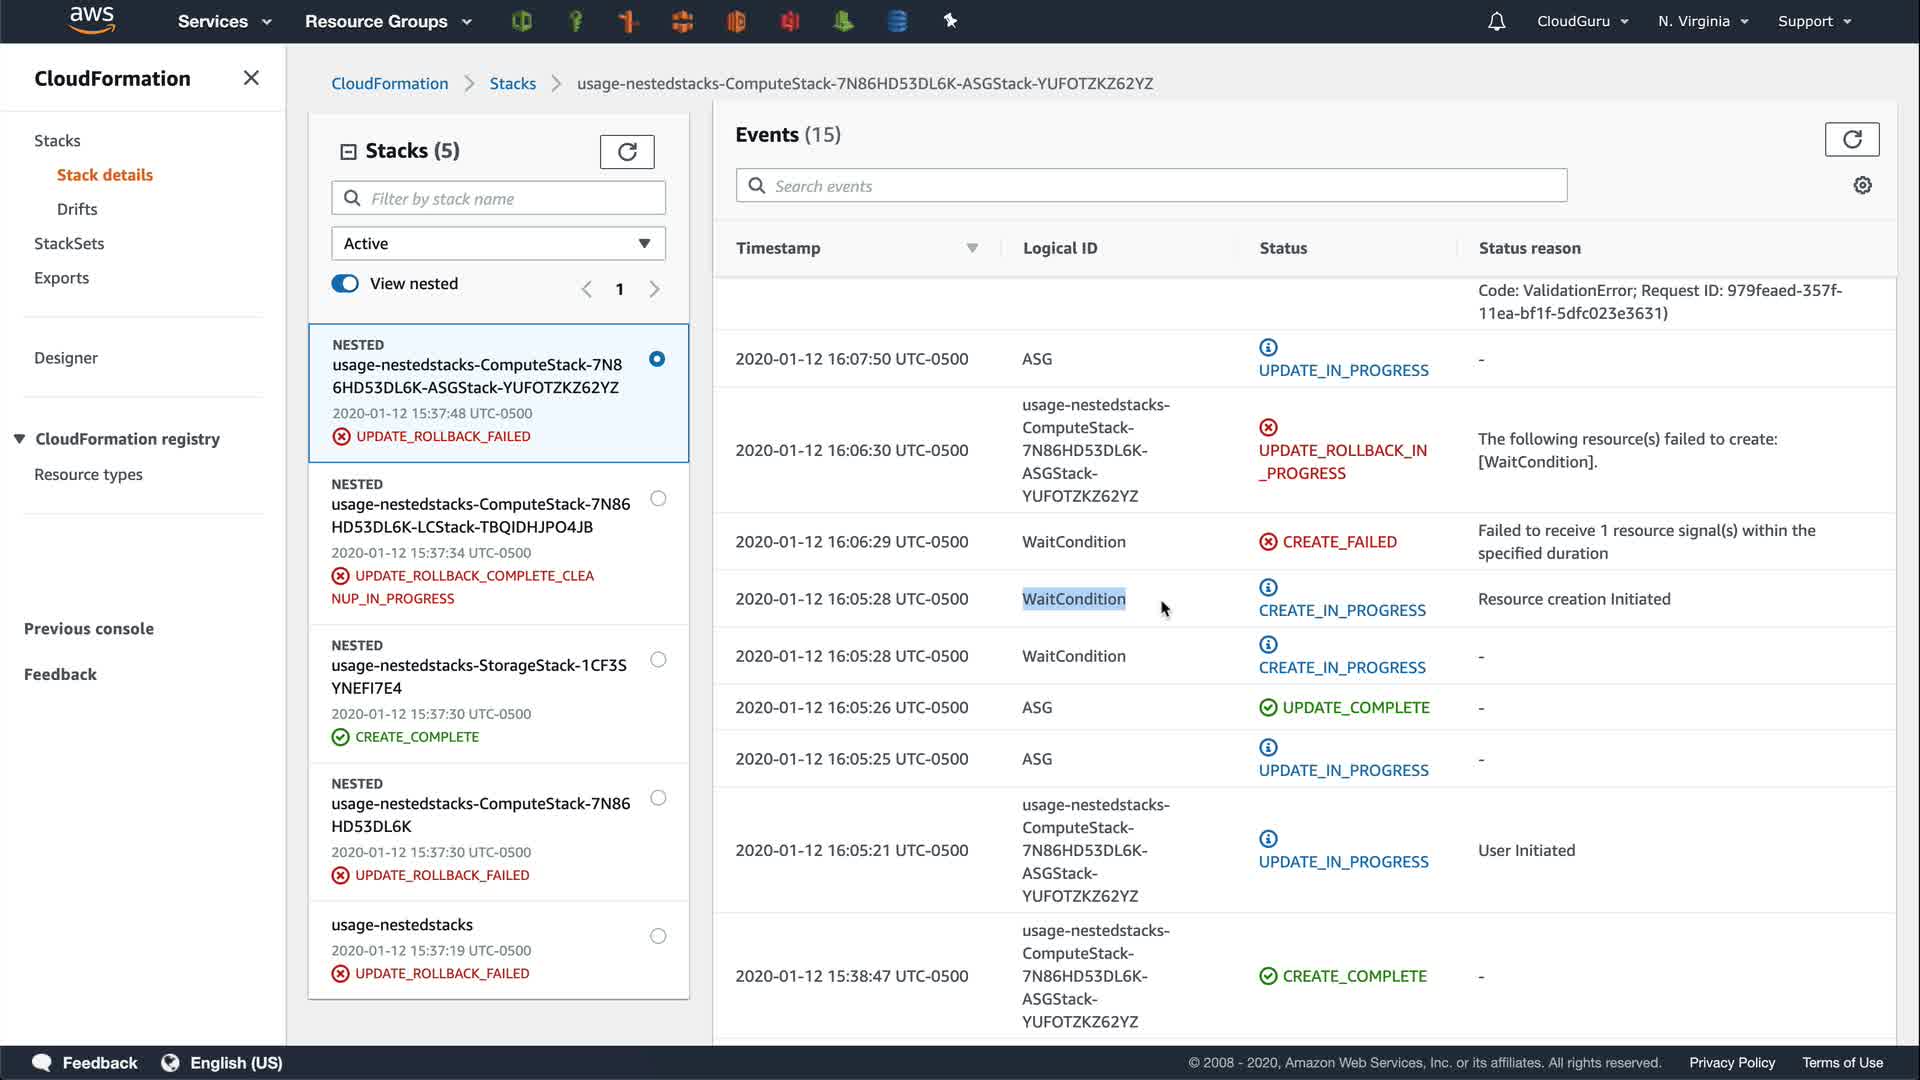 aws Services Resource Groups CloudGuru N. Virginia Support
CloudFormation
Stacks
Stack details
Drifts
StackSets
Exports
Designer
CloudFormation registry
Resource types
Previous console
Feedback
CloudFormation Stacks usage-nestedstacks-ComputeStack-7N86HD53DL6K-ASGStack-YUFOTZKZ62YZ
Stacks (5)
Filter by stack name
Active
View nested
1
NESTED
usage-nestedstacks-ComputeStack-7N8
6HD53DL6K-ASGStack-YUFOTZKZ62YZ
2020-01-12 15:37:48 UTC-0500
UPDATE_ROLLBACK_FAILED
NESTED
usage-nestedstacks-ComputeStack-7N86
HD53DL6K-LCStack-TBQIDHJPO4JB
2020-01-12 15:37:34 UTC-0500
UPDATE_ROLLBACK_COMPLETE_CLEA
NUP_IN_PROGRESS
NESTED
usage-nestedstacks-StorageStack-1CF3S
YNEFI7E4
2020-01-12 15:37:30 UTC-0500
CREATE_COMPLETE
NESTED
usage-nestedstacks-ComputeStack-7N86
HD53DL6K
2020-01-12 15:37:30 UTC-0500
UPDATE_ROLLBACK_FAILED
usage-nestedstacks
2020-01-12 15:37:19 UTC-0500
UPDATE_ROLLBACK_FAILED
Events (15)
Search events
Timestamp Logical ID Status Status reason
Code: ValidationError; Request ID: 979feaed-357f-
11ea-bf1f-5dfc023e3631)
2020-01-12 16:07:50 UTC-0500 ASG UPDATE_IN_PROGRESS -
2020-01-12 16:06:30 UTC-0500
usage-nestedstacks-
ComputeStack-
7N86HD53DL6K-
ASGStack-
YUFOTZKZ62YZ
UPDATE_ROLLBACK_IN
_PROGRESS
The following resource(s) failed to create:
[WaitCondition].
2020-01-12 16:06:29 UTC-0500 WaitCondition CREATE_FAILED
Failed to receive 1 resource signal(s) within the
specified duration
2020-01-12 16:05:28 UTC-0500 WaitCondition CREATE_IN_PROGRESS Resource creation Initiated
2020-01-12 16:05:28 UTC-0500 WaitCondition CREATE_IN_PROGRESS -
2020-01-12 16:05:26 UTC-0500 ASG UPDATE_COMPLETE -
2020-01-12 16:05:25 UTC-0500 ASG UPDATE_IN_PROGRESS -
2020-01-12 16:05:21 UTC-0500
usage-nestedstacks-
ComputeStack-
7N86HD53DL6K-
ASGStack-
YUFOTZKZ62YZ
UPDATE_IN_PROGRESS
User Initiated
2020-01-12 15:38:47 UTC-0500
usage-nestedstacks-
ComputeStack-
7N86HD53DL6K-
ASGStack-
YUFOTZKZ62YZ
CREATE_COMPLETE
-
Feedback English (US) © 2008 - 2020, Amazon Web Services, Inc. or its affiliates. All rights reserved. Privacy Policy Terms of Use